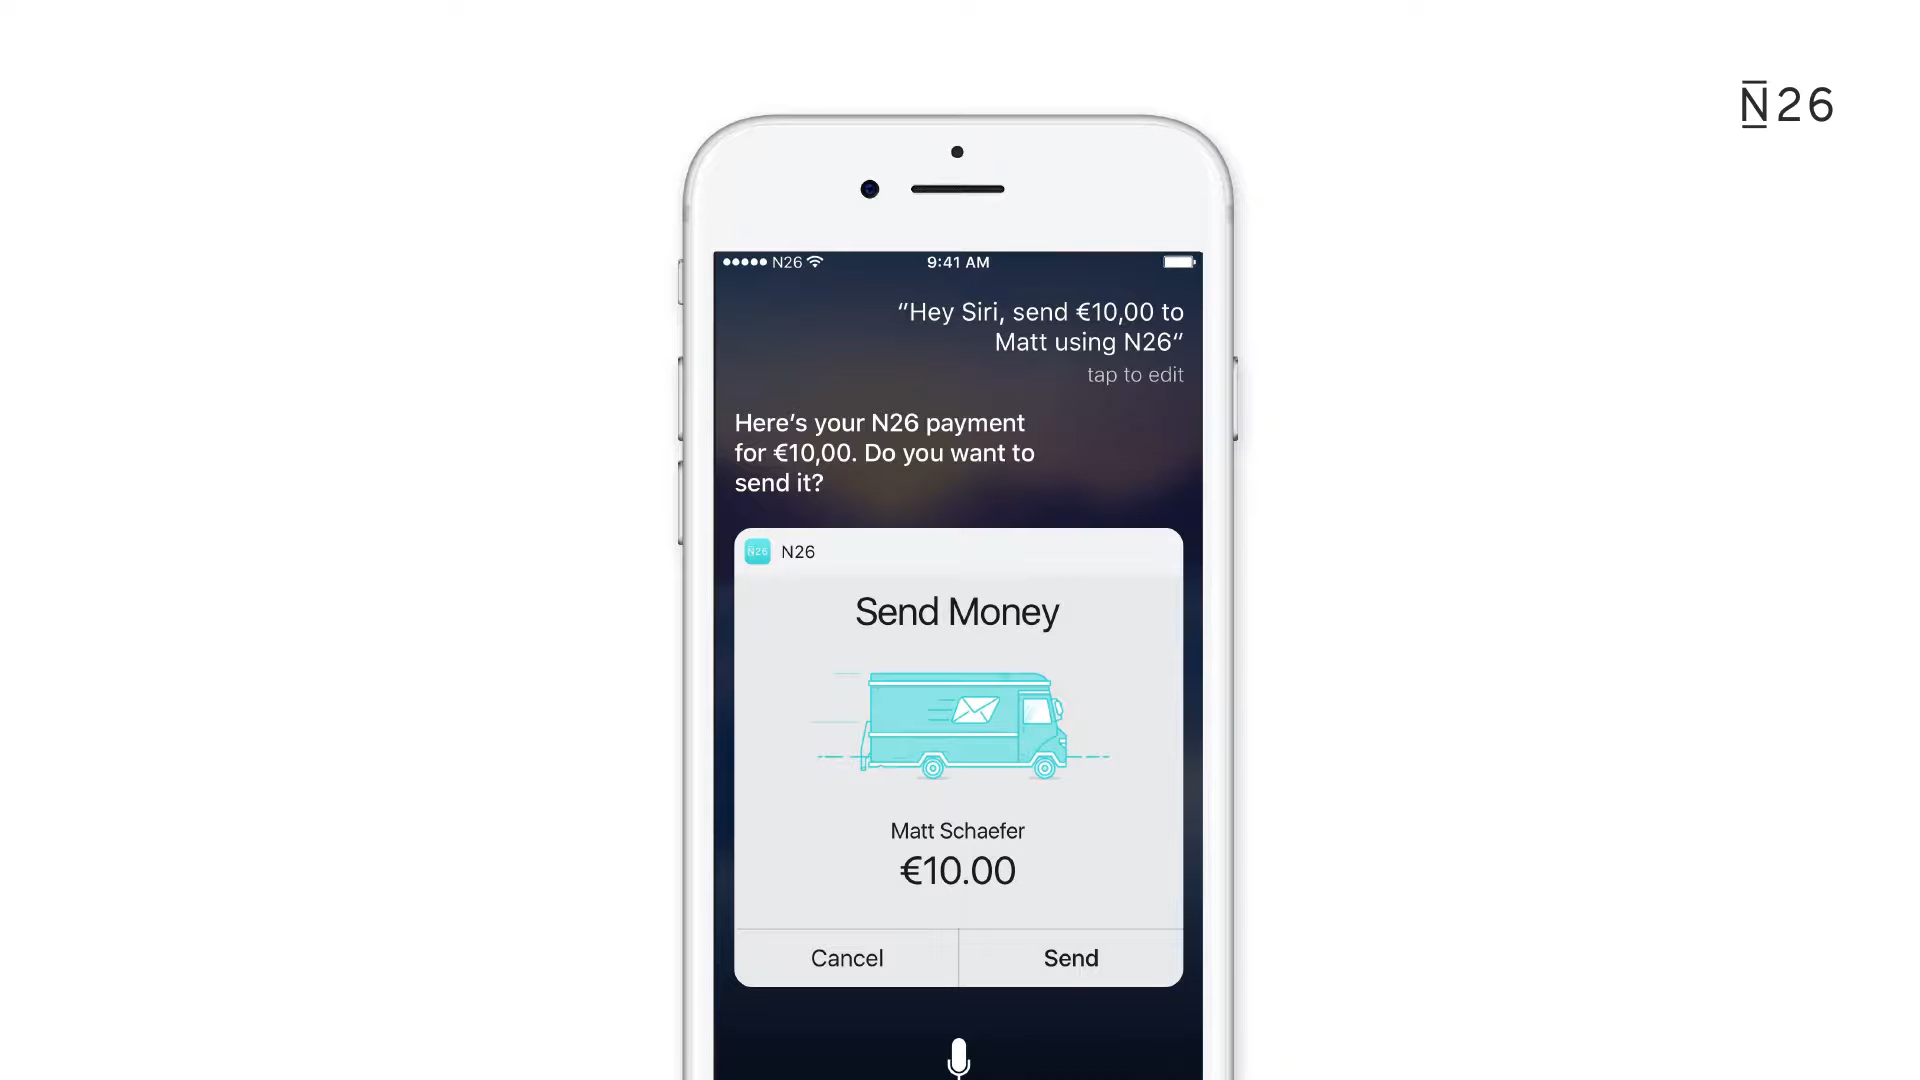 N26
N26
9:41 AM
“Hey Siri, send €10,00 to
Matt using N26“
tap to edit
Here’s your N26 payment
for €10,00. Do you want to
send it?
N26 N26
Send Money
Matt Schaefer
€10.00
Cancel
Send